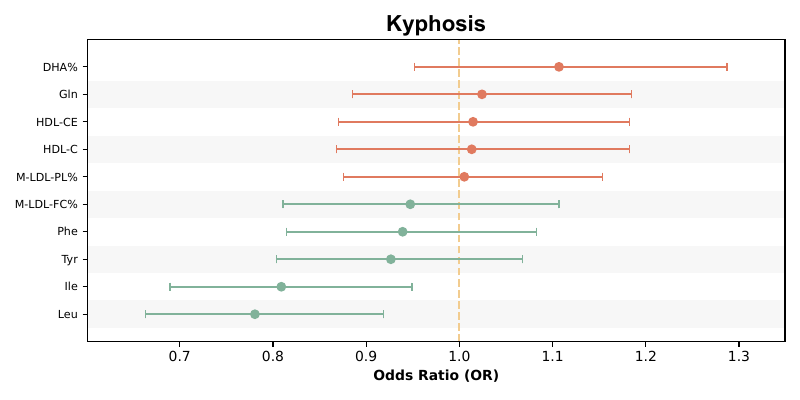 Kyphosis
DHA%
Gln
HDL-CE
HDL-C
M-LDL-PL%
M-LDL-FC%
Phe
Tyr
Ile
Leu
0.7 0.8 0.9 1.0 1.1 1.2 1.3
Odds Ratio (OR)